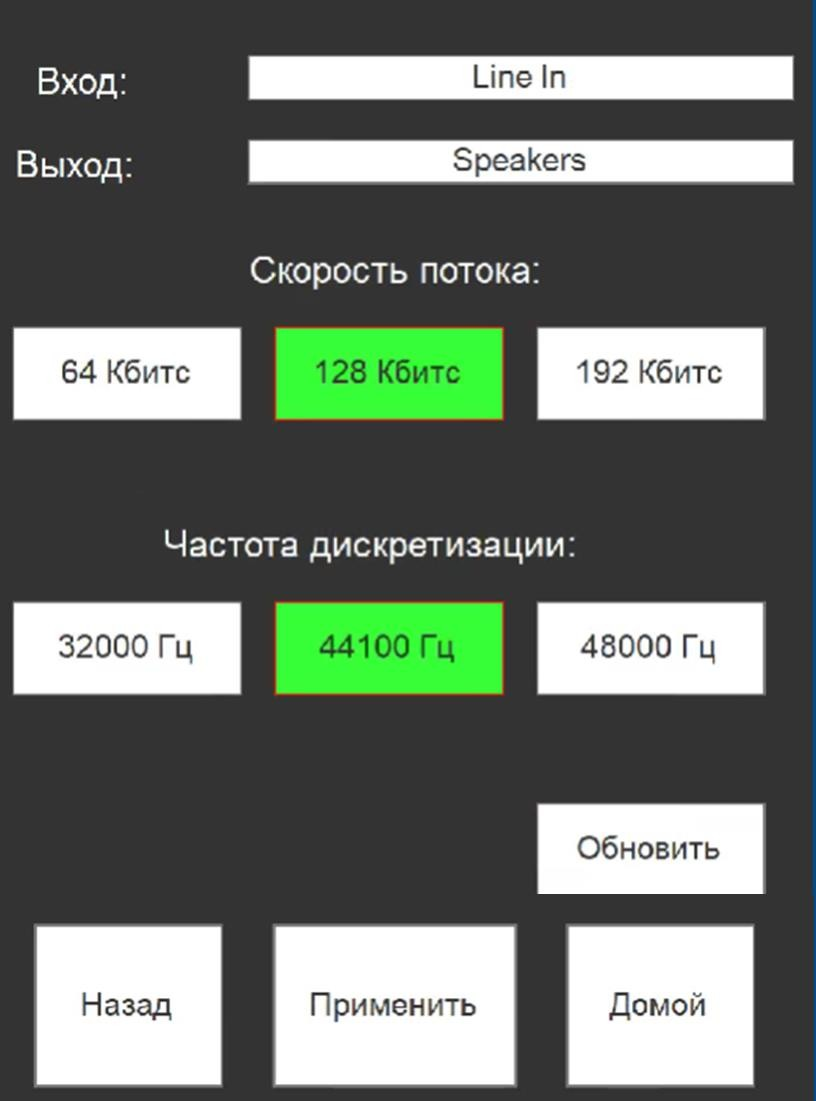 Вход: Line In
Выход: Speakers
Скорость потока:
64 Кбитс 128 Кбитс 192 Кбитс
Частота дискретизации:
32000 Гц 44100 Гц 48000 Гц
Обновить
Назад Применить Домой